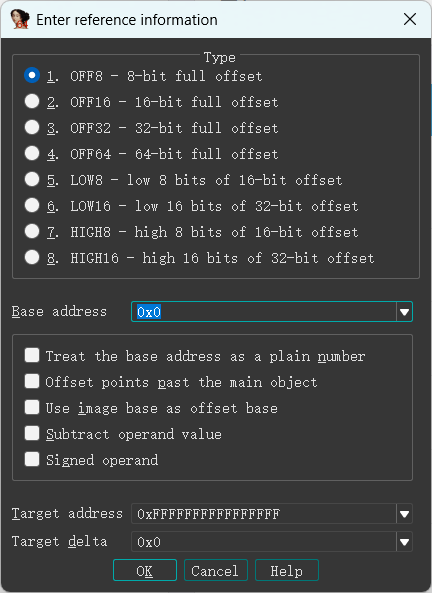 Enter reference information
Type
1. OFF8 - 8-bit full offset
2. OFF16 - 16-bit full offset
3. OFF32 - 32-bit full offset
4. OFF64 - 64-bit full offset
5. LOW8 - low 8 bits of 16-bit offset
6. LOW16 - low 16 bits of 32-bit offset
7. HIGH8 - high 8 bits of 16-bit offset
8. HIGH16 - high 16 bits of 32-bit offset
Base address 0x0
Treat the base address as a plain number
Offset points past the main object
Use image base as offset base
Subtract operand value
Signed operand
Target address 0xFFFFFFFFFFFFFFFF
Target delta 0x0
OK Cancel Help